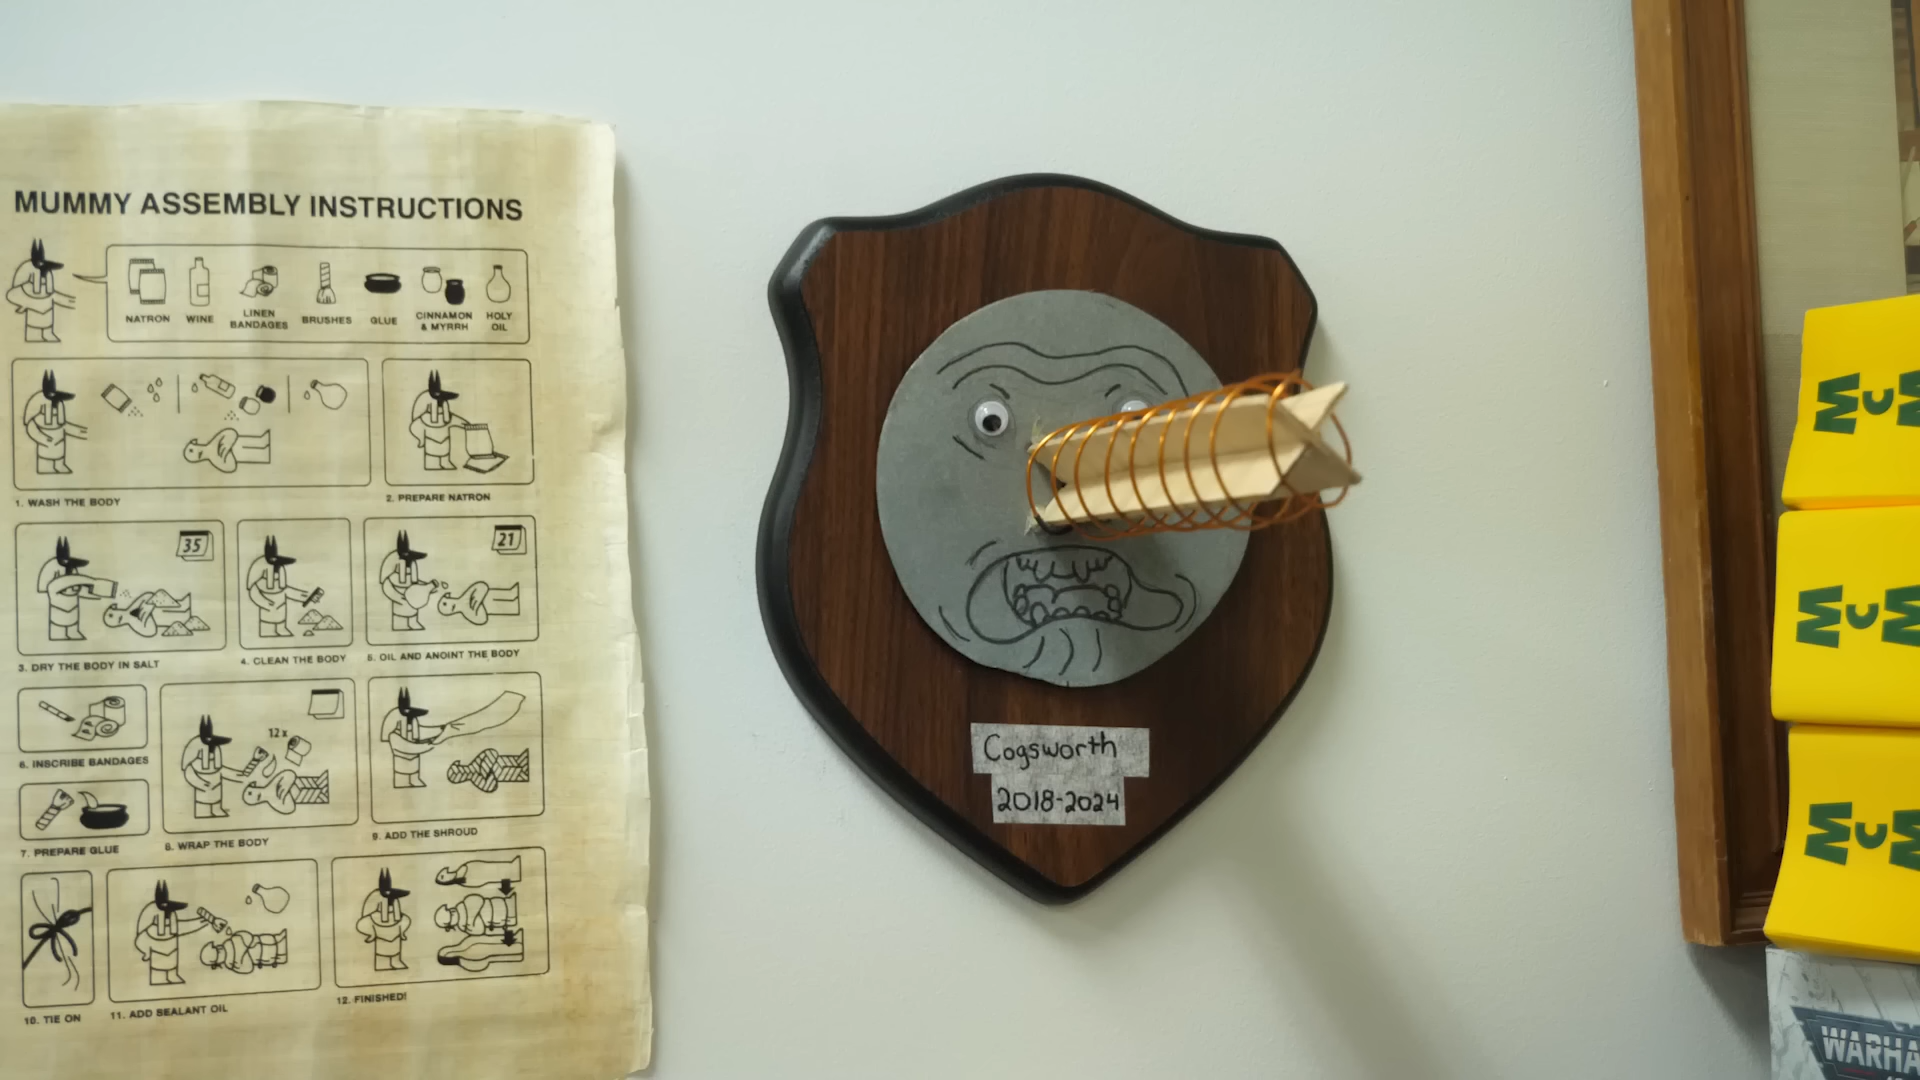 MUMMY ASSEMBLY INSTRUCTIONS
NATRON
WINE
LINEN
BANDAGES
BRUSHES
GLUE
CINNAMON
& MYRRH
HOLY
OIL
1. WASH THE BODY
2. PREPARE NATRON
35
21
3. DRY THE BODY IN SALT
4. CLEAN THE BODY
5. OIL AND ANOINT THE BODY
12x
6. INSCRIBE BANDAGES
7. PREPARE GLUE
8. WRAP THE BODY
9. ADD THE SHROUD
10. TIE ON
11. ADD SEALANT OIL
12. FINISHED!
Cogsworth
2018-2024
McM
McM
McM
WARHA